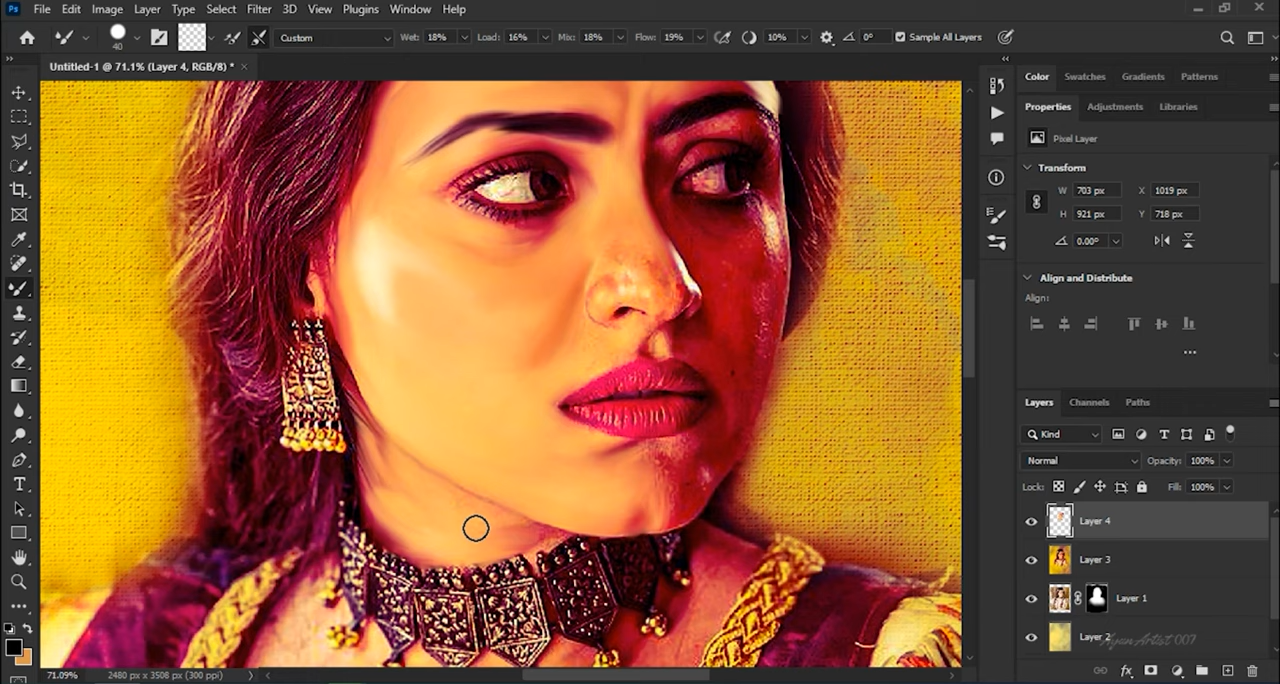 Ps File Edit Image Layer Type Select Filter 3D View Plugins Window Help
40 Custom Wet: 18% Load: 16% Mix: 18% Flow: 19% 10% 0° Sample All Layers
Untitled-1 @ 71.1% (Layer 4, RGB/8) *
Color Swatches Gradients Patterns
Properties Adjustments Libraries
Pixel Layer
Transform
W 703 px X 1019 px
H 921 px Y 718 px
0.00°
Align and Distribute
Align:
Layers Channels Paths
Kind
Normal Opacity: 100%
Lock: Fill: 100%
Layer 4
Layer 3
Layer 1
Layer 2
Artist 007
71.09% 2480 px x 3508 px (300 ppi)